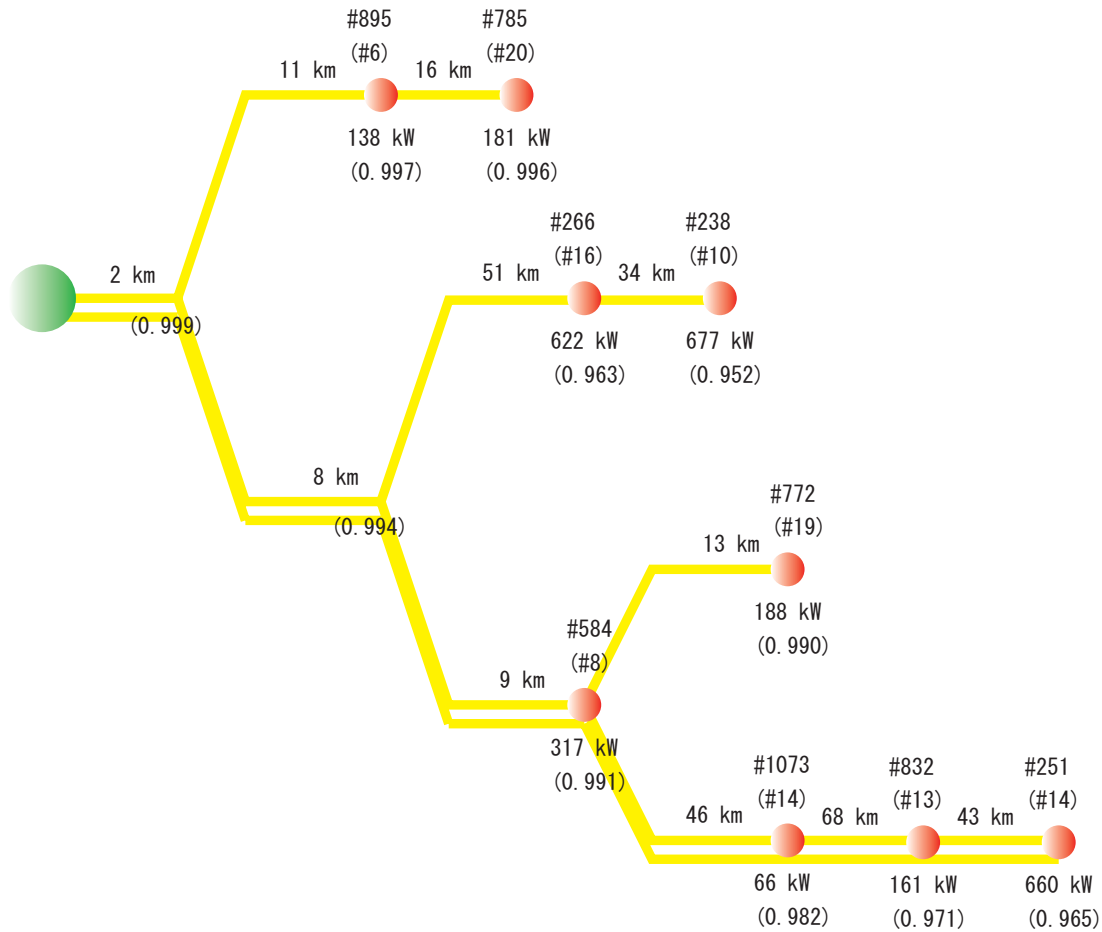 #895
(#6)
#785
(#20)
11 km
16 km
138 kW
(0.997)
181 kW
(0.996)
#266
(#16)
#238
(#10)
2 km
51 km
34 km
(0.999)
622 kW
(0.963)
677 kW
(0.952)
8 km
(0.994)
#772
(#19)
13 km
188 kW
(0.990)
#584
(#8)
9 km
317 kW
(0.991)
#1073
(#14)
#832
(#13)
#251
(#14)
46 km
68 km
43 km
66 kW
(0.982)
161 kW
(0.971)
660 kW
(0.965)